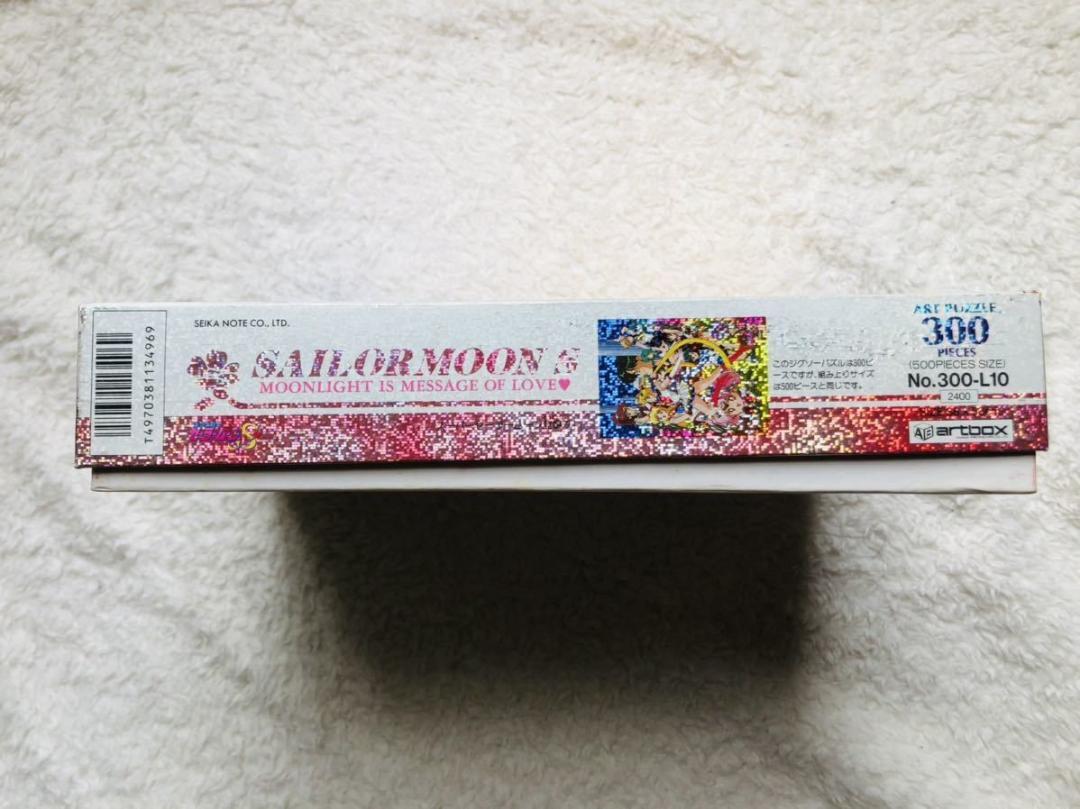 T4970381134969
SEIKA NOTE CO., LTD.
SAILORMOON S
MOONLIGHT IS MESSAGE OF LOVE♥
S
このジグソーパズルは300ピ
ースですが、組み上りサイズ
は500ピースと同じです。
ART PUZZLE
300
PIECES
(500PIECES SIZE)
No.300-L10
2400
artbox